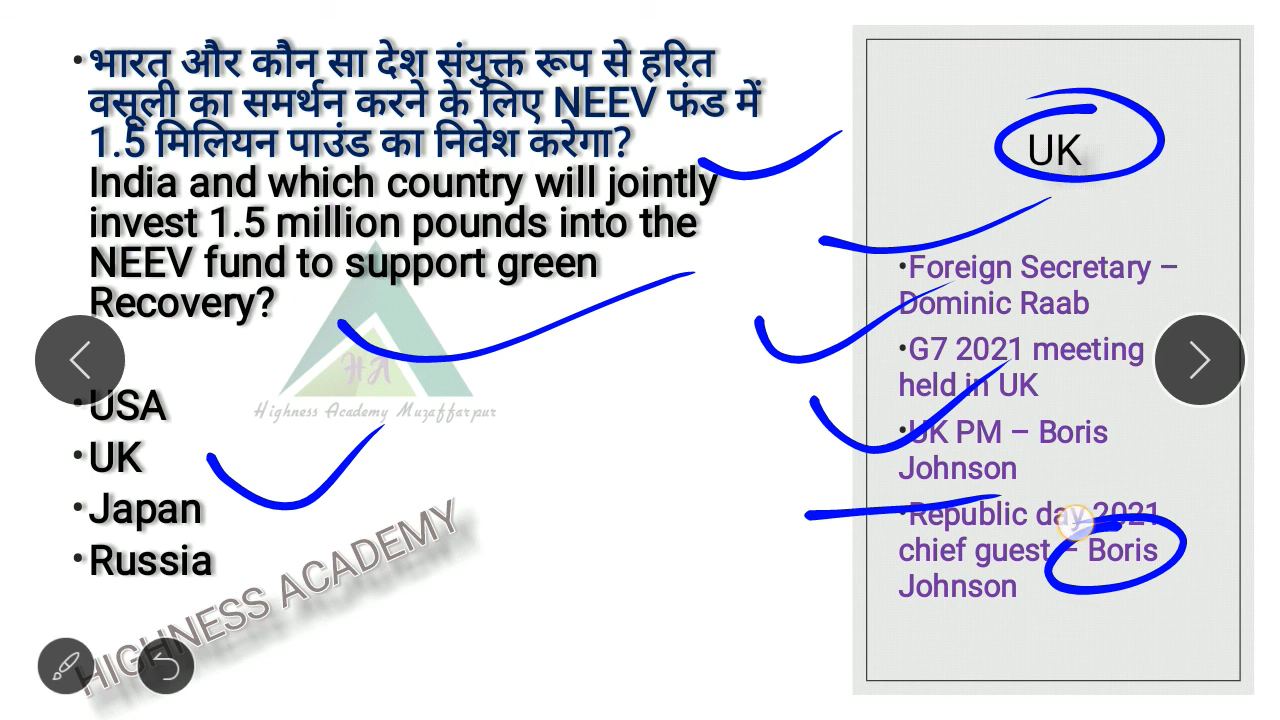 •भारत और कौन सा देश संयुक्त रूप से हरित
वसूली का समर्थन करने के लिए NEEV फंड में
1.5 मिलियन पाउंड का निवेश करेगा?
India and which country will jointly
invest 1.5 million pounds into the
NEEV fund to support green
Recovery?
HA
Highness Academy Muzaffarpur
•USA
•UK
•Japan
•Russia
HIGHNESS ACADEMY
UK
•Foreign Secretary –
Dominic Raab
•G7 2021 meeting
held in UK
•UK PM – Boris
Johnson
•Republic day 2021
chief guest – Boris
Johnson